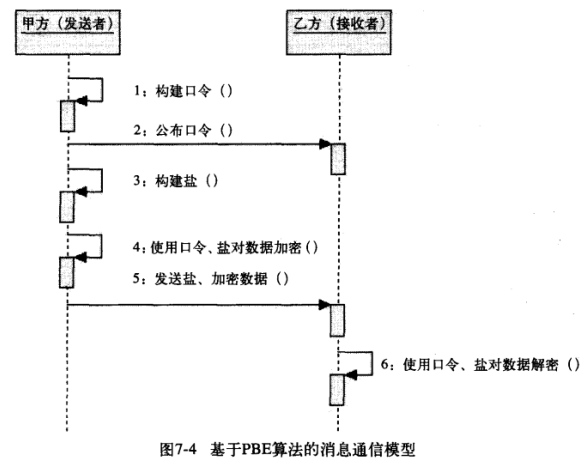 甲方（发送者）
乙方（接收者）
1：构建口令（）
2：公布口令（）
3：构建盐（）
4：使用口令、盐对数据加密（）
5：发送盐、加密数据（）
6：使用口令、盐对数据解密（）
图7-4 基于PBE算法的消息通信模型